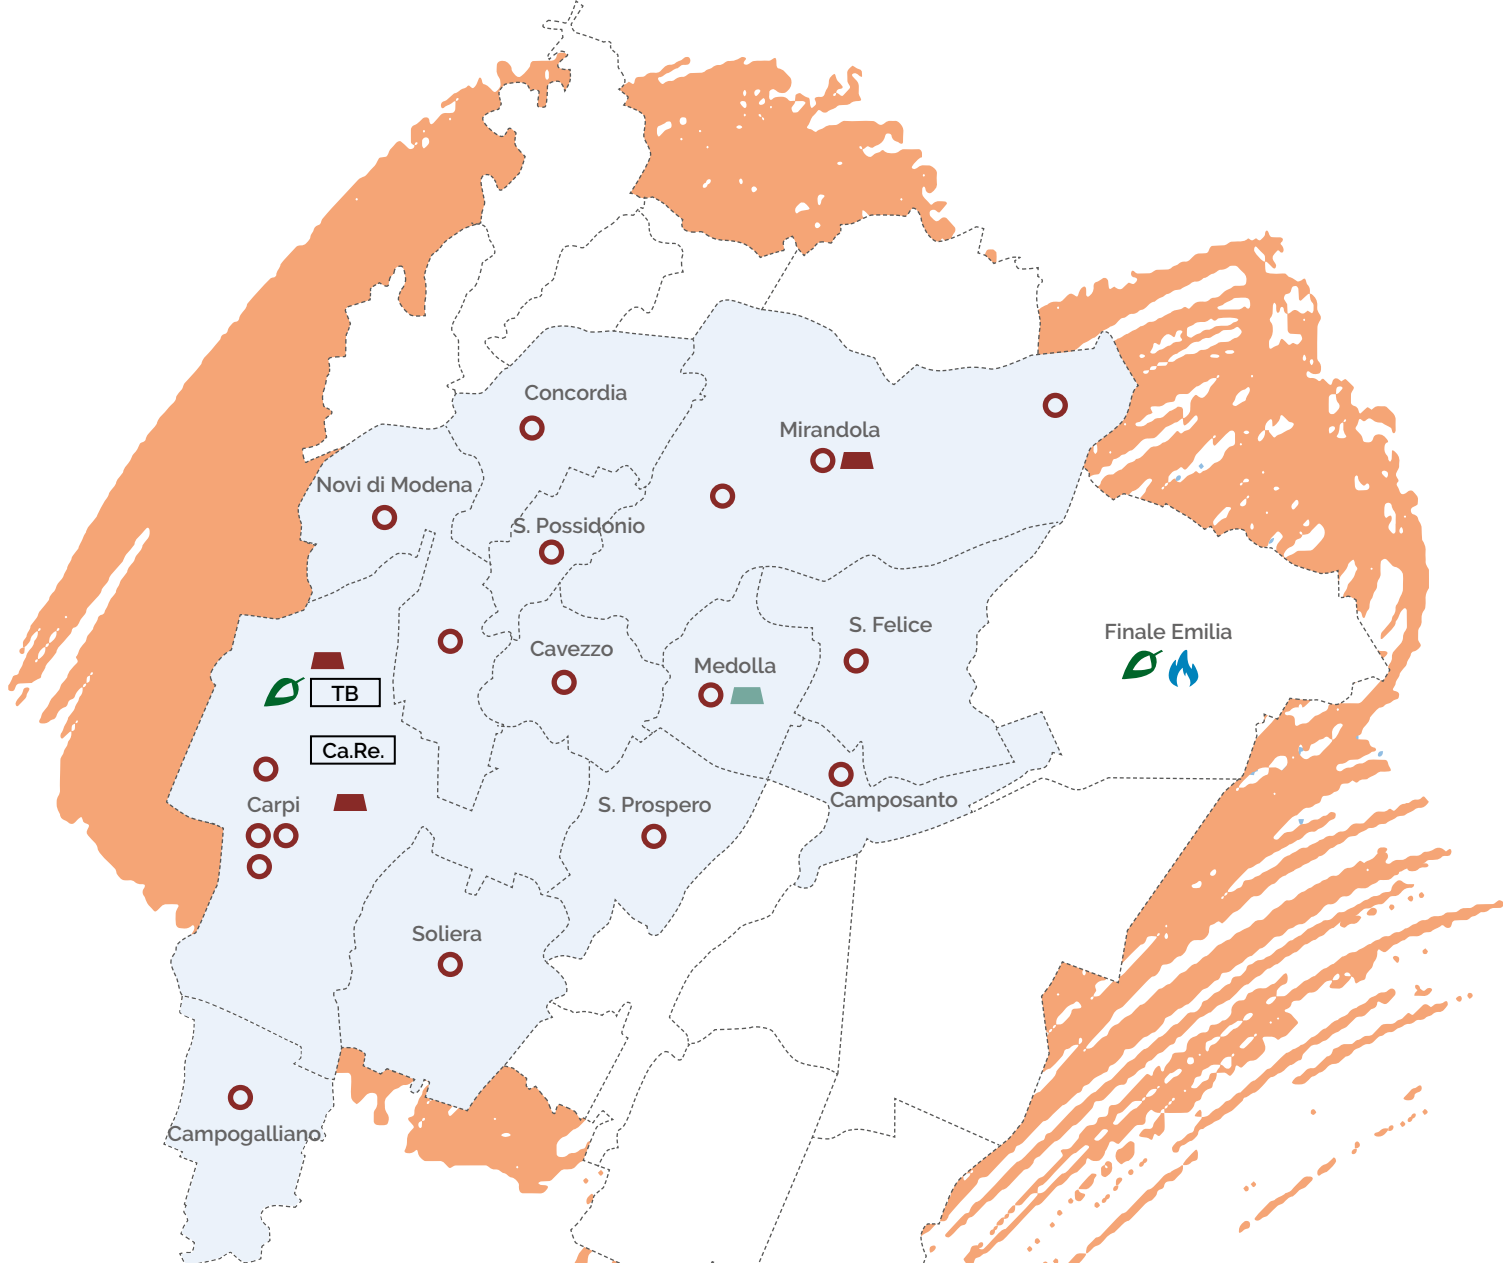 Concordia
Mirandola
Novi di Modena
S. Possidonio
S. Felice
Finale Emilia
Cavezzo
Medolla
TB
Ca.Re.
Carpi
S. Prospero
Camposanto
Soliera
Campogalliano